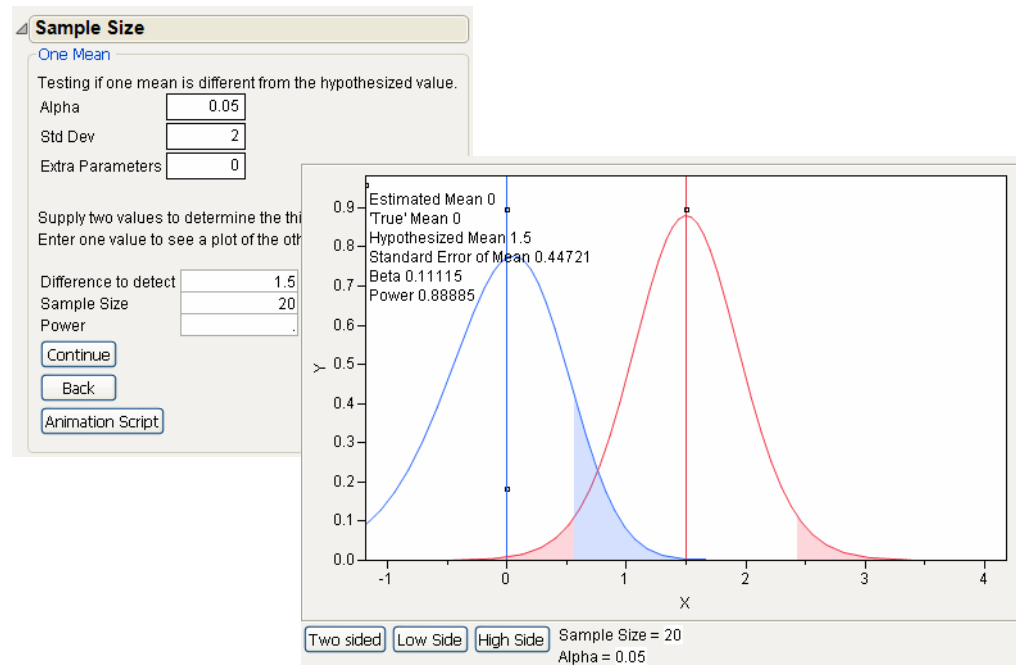 Sample Size
One Mean
Testing if one mean is different from the hypothesized value.
Alpha 0.05
Std Dev 2
Extra Parameters 0
Supply two values to determine the thi
Enter one value to see a plot of the oth
Difference to detect 1.5
Sample Size 20
Power .
Continue
Back
Animation Script
Estimated Mean 0
'True' Mean 0
Hypothesized Mean 1.5
Standard Error of Mean 0.44721
Beta 0.11115
Power 0.88885
0.9
0.8
0.7
0.6
0.5
0.4
0.3
0.2
0.1
0.0
Y
-1 0 1 2 3 4
X
Two sided Low Side High Side Sample Size = 20
Alpha = 0.05